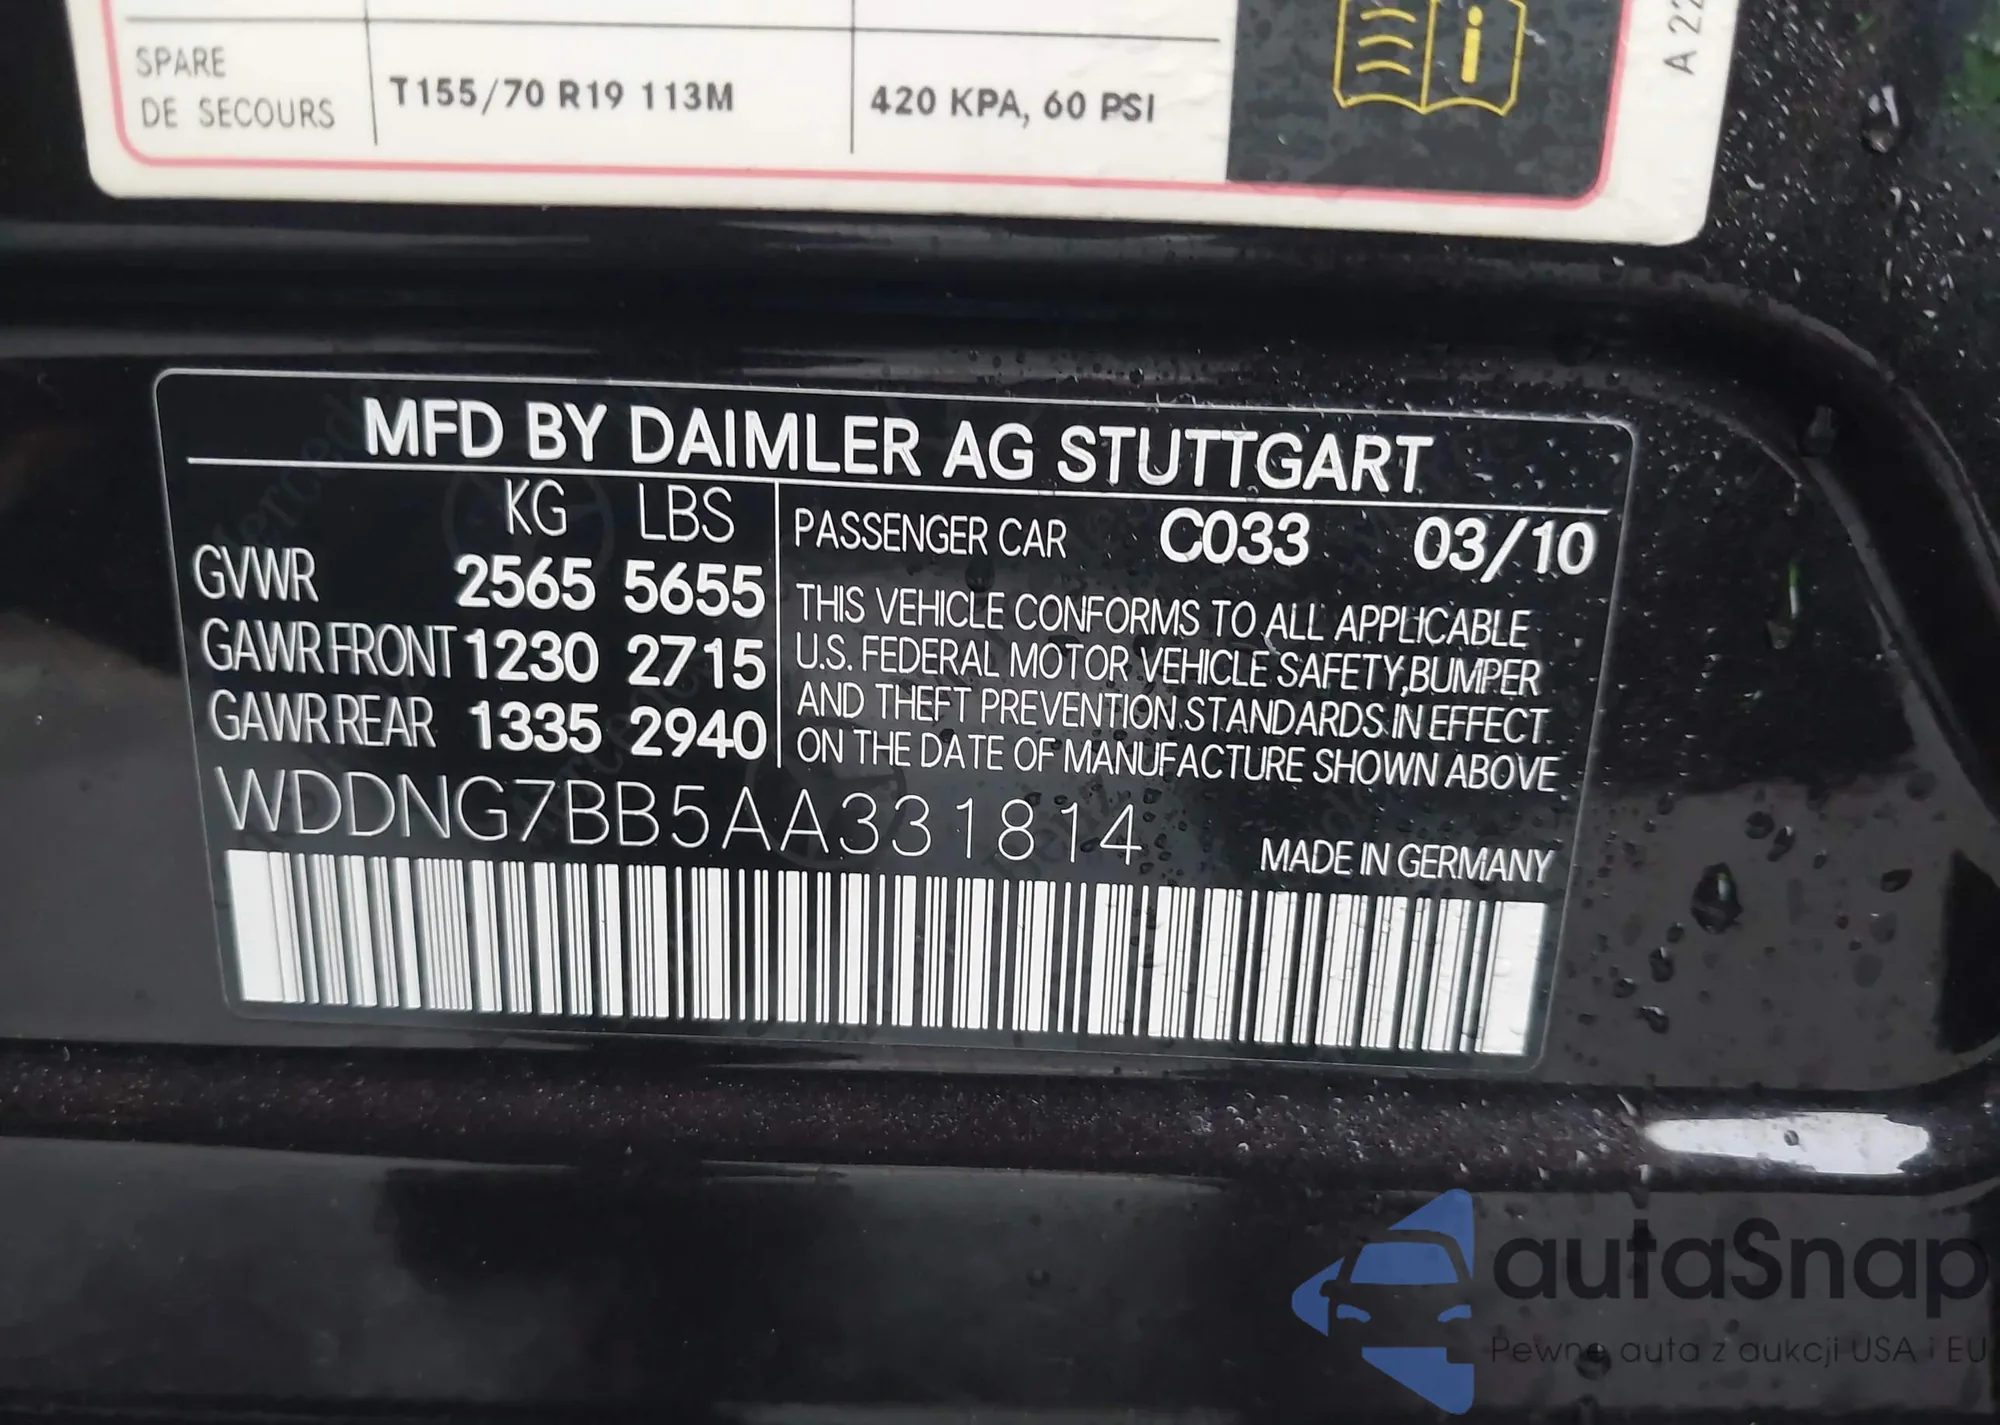 SPARE
DE SECOURS
T155/70 R19 113M
420 KPA, 60 PSI
A 22
MFD BY DAIMLER AG STUTTGART
KG LBS
GVWR 2565 5655
GAWR FRONT 1230 2715
GAWR REAR 1335 2940
PASSENGER CAR C033 03/10
THIS VEHICLE CONFORMS TO ALL APPLICABLE
U.S. FEDERAL MOTOR VEHICLE SAFETY, BUMPER
AND THEFT PREVENTION STANDARDS IN EFFECT
ON THE DATE OF MANUFACTURE SHOWN ABOVE
WDDNG7BB5AA331814
MADE IN GERMANY
autaSnap
Pewne auta z aukcji USA i EU